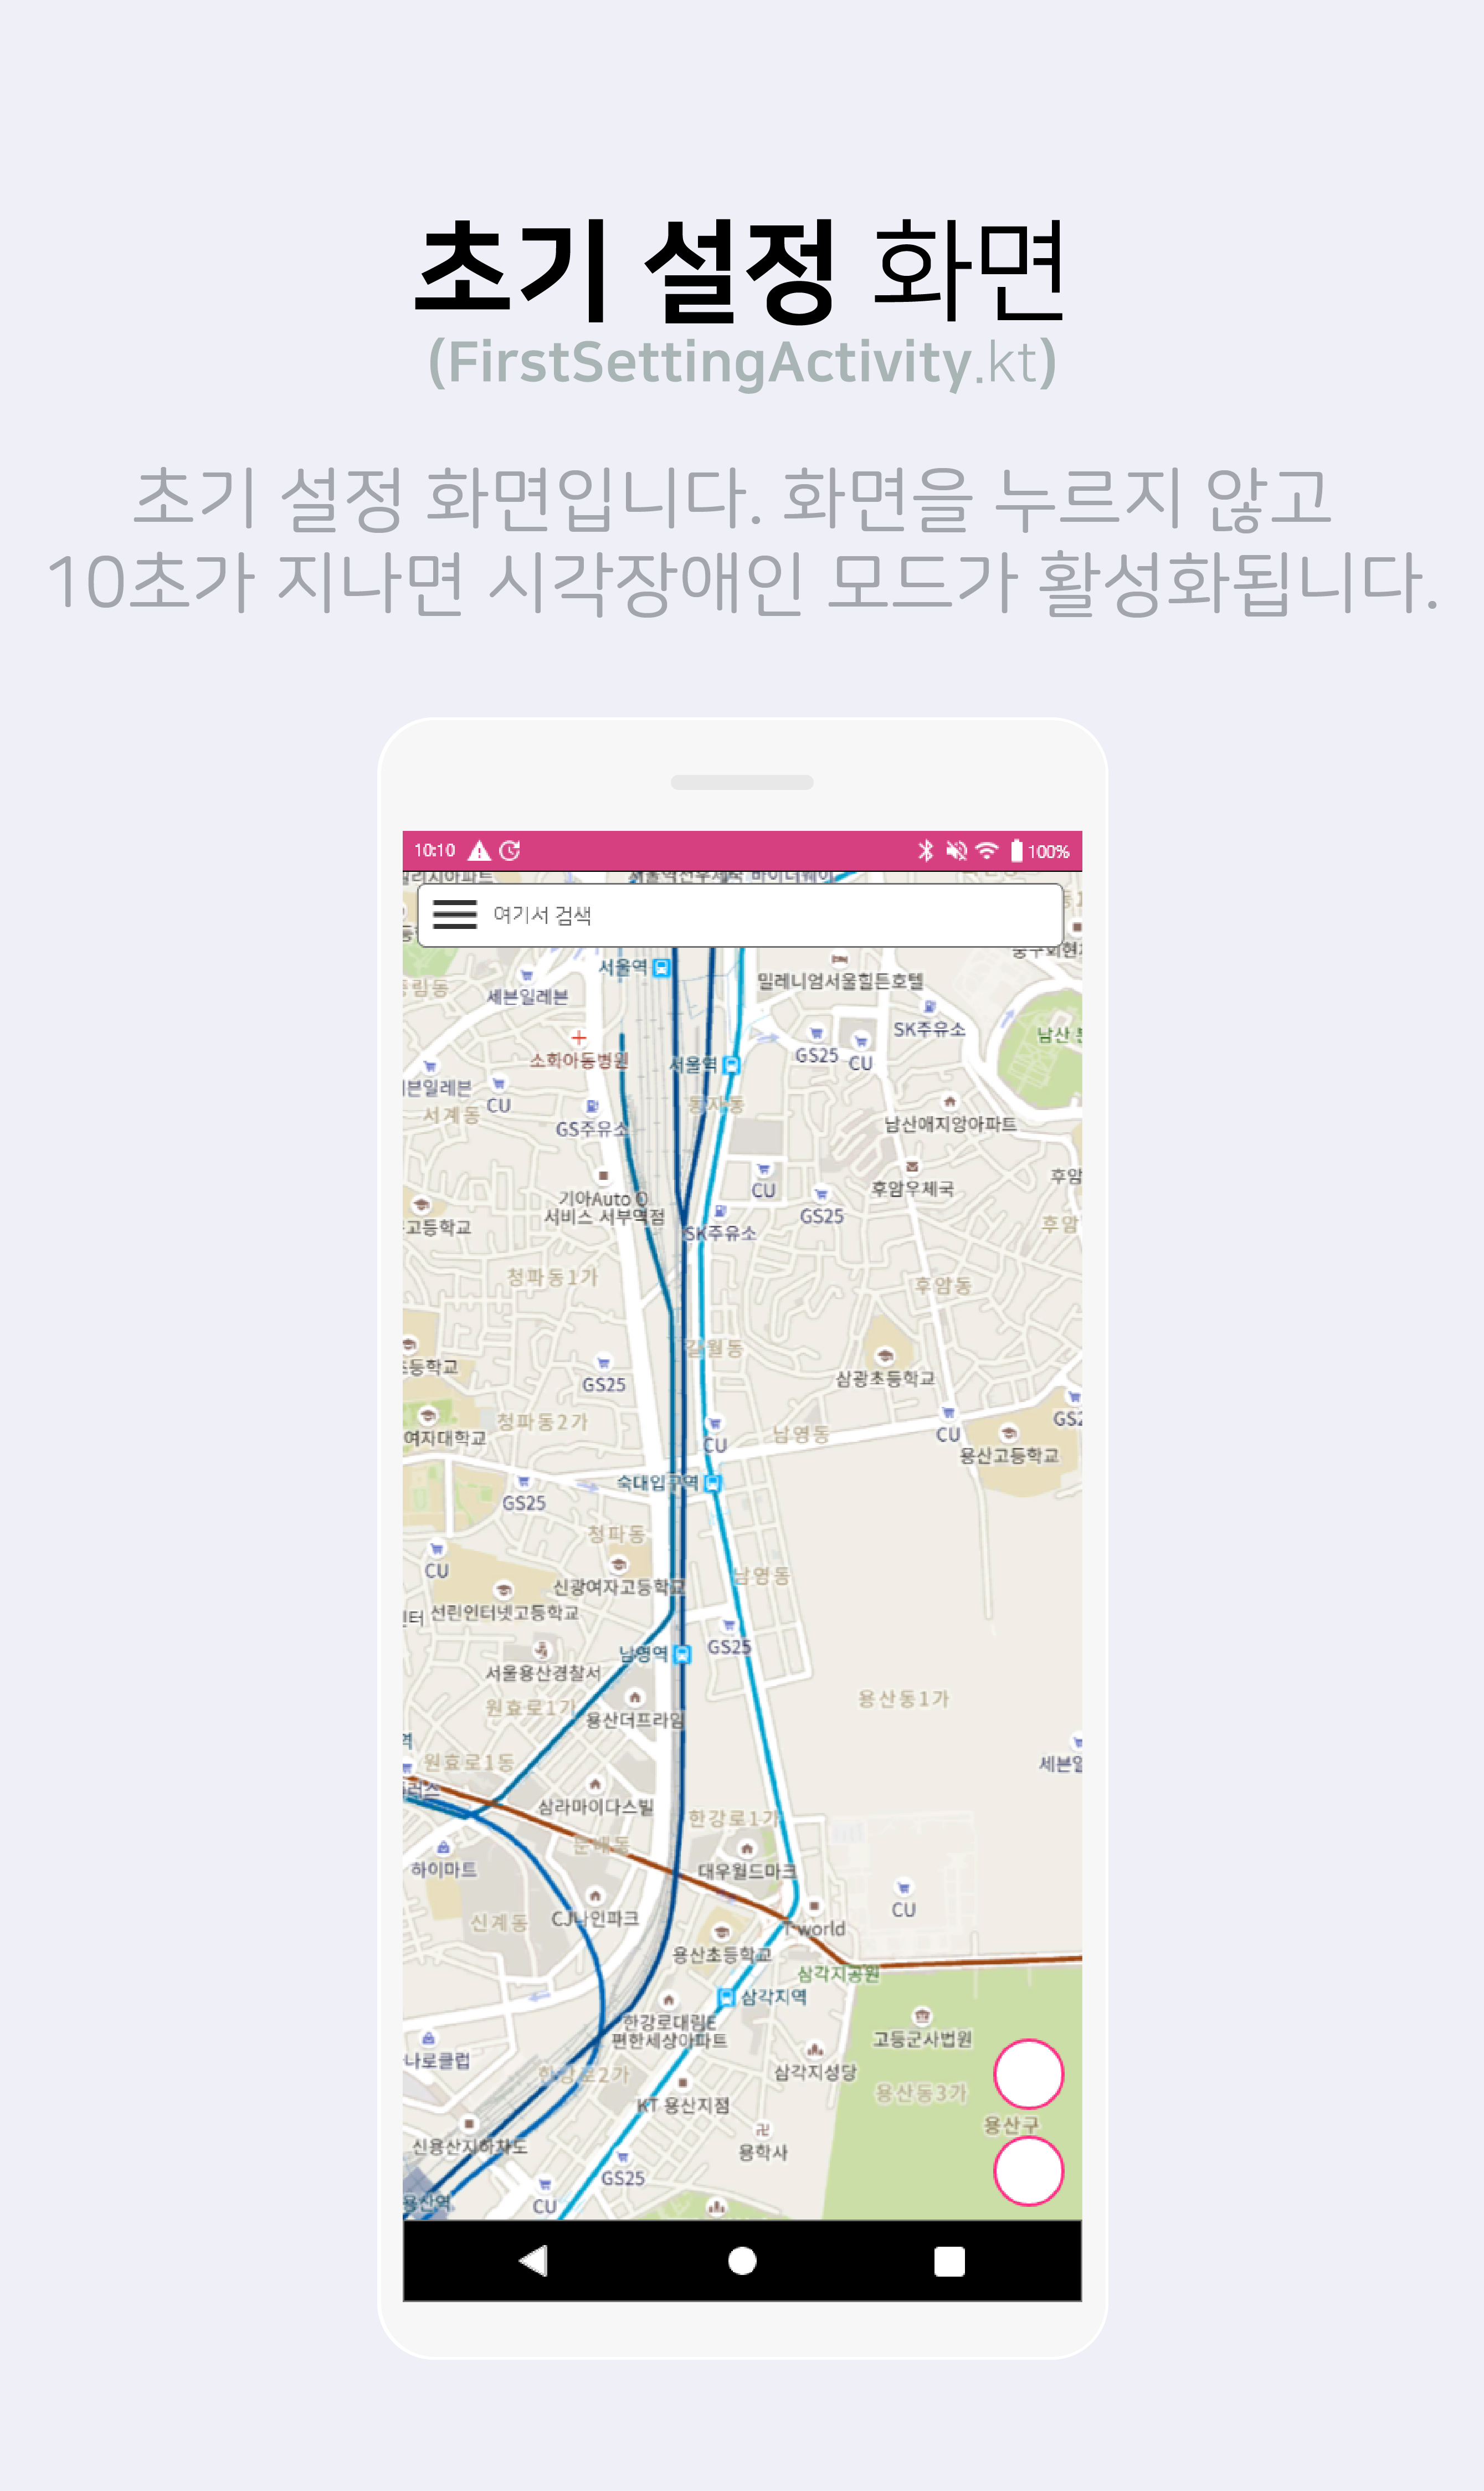 초기 설정 화면
(FirstSettingActivity.kt)
초기 설정 화면입니다. 화면을 누르지 않고
10초가 지나면 시각장애인 모드가 활성화됩니다.
10:10
100%
여기서 검색
서울역
밀레니엄서울힐튼호텔
세븐일레븐
SK주유소
남산
소화아동병원
서울역
GS25
CU
븐일레븐
CU
서계동
동자동
GS주유소
남산애지앙아파트
CU
후암우체국
후암
기아Auto Q
서비스 서부역점
GS25
고등학교
SK주유소
후암
청파동1가
후암동
길월동
등학교
삼광초등학교
GS25
청파동2가
여자대학교
CU
남영동
CU
용산고등학교
숙대입구역
GS25
청파동
CU
남영동
신광여자고등학교
선린인터넷고등학교
남영역
GS25
서울용산경찰서
용산동1가
원효로1가
용산더프라임
역
원효로1동
세븐일
삼라마이다스빌
한강로1가
문배동
하이마트
대우월드마크
신계동
CJ나인파크
CU
T world
용산초등학교
삼각지공원
삼각지역
한강로대림E
편한세상아파트
고등군사법원
나로클럽
삼각지성당
한강로2가
용산동3가
KT 용산지점
용산구
신용산지하차도
용학사
GS25
용산역
CU